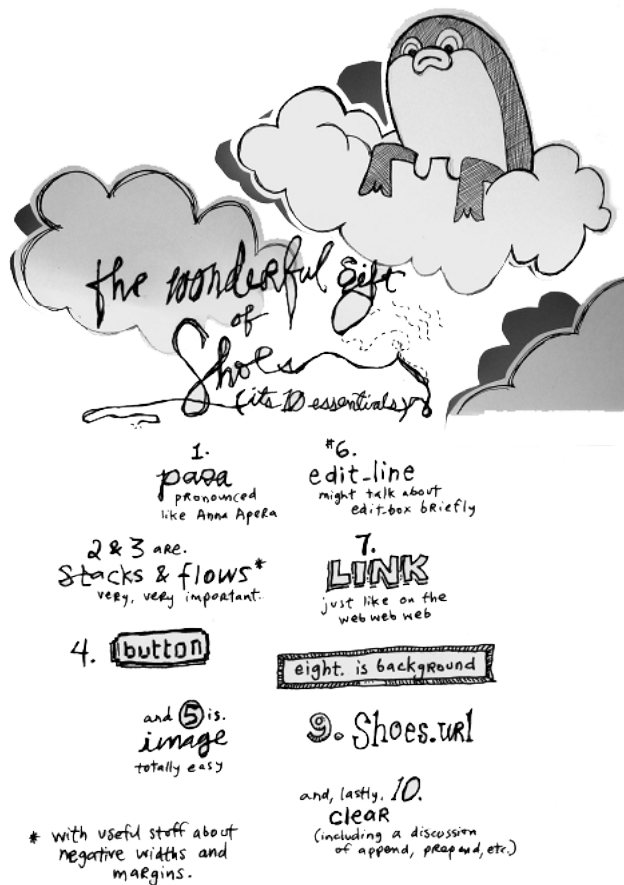 the wonderful gift
of
Shoes
(its 10 essentials)
1.
para
pronounced
like Anna Apera
2 & 3 are.
Stacks & flows*
very, very important.
4. button
and 5 is.
image
totally easy
* with useful stuff about
negative widths and
margins.
#6.
edit_line
might talk about
edit_box briefly
7.
LINK
just like on the
web web web
eight. is background
9. Shoes.url
and, lastly, 10.
clear
(including a discussion
of append, prepend, etc.)